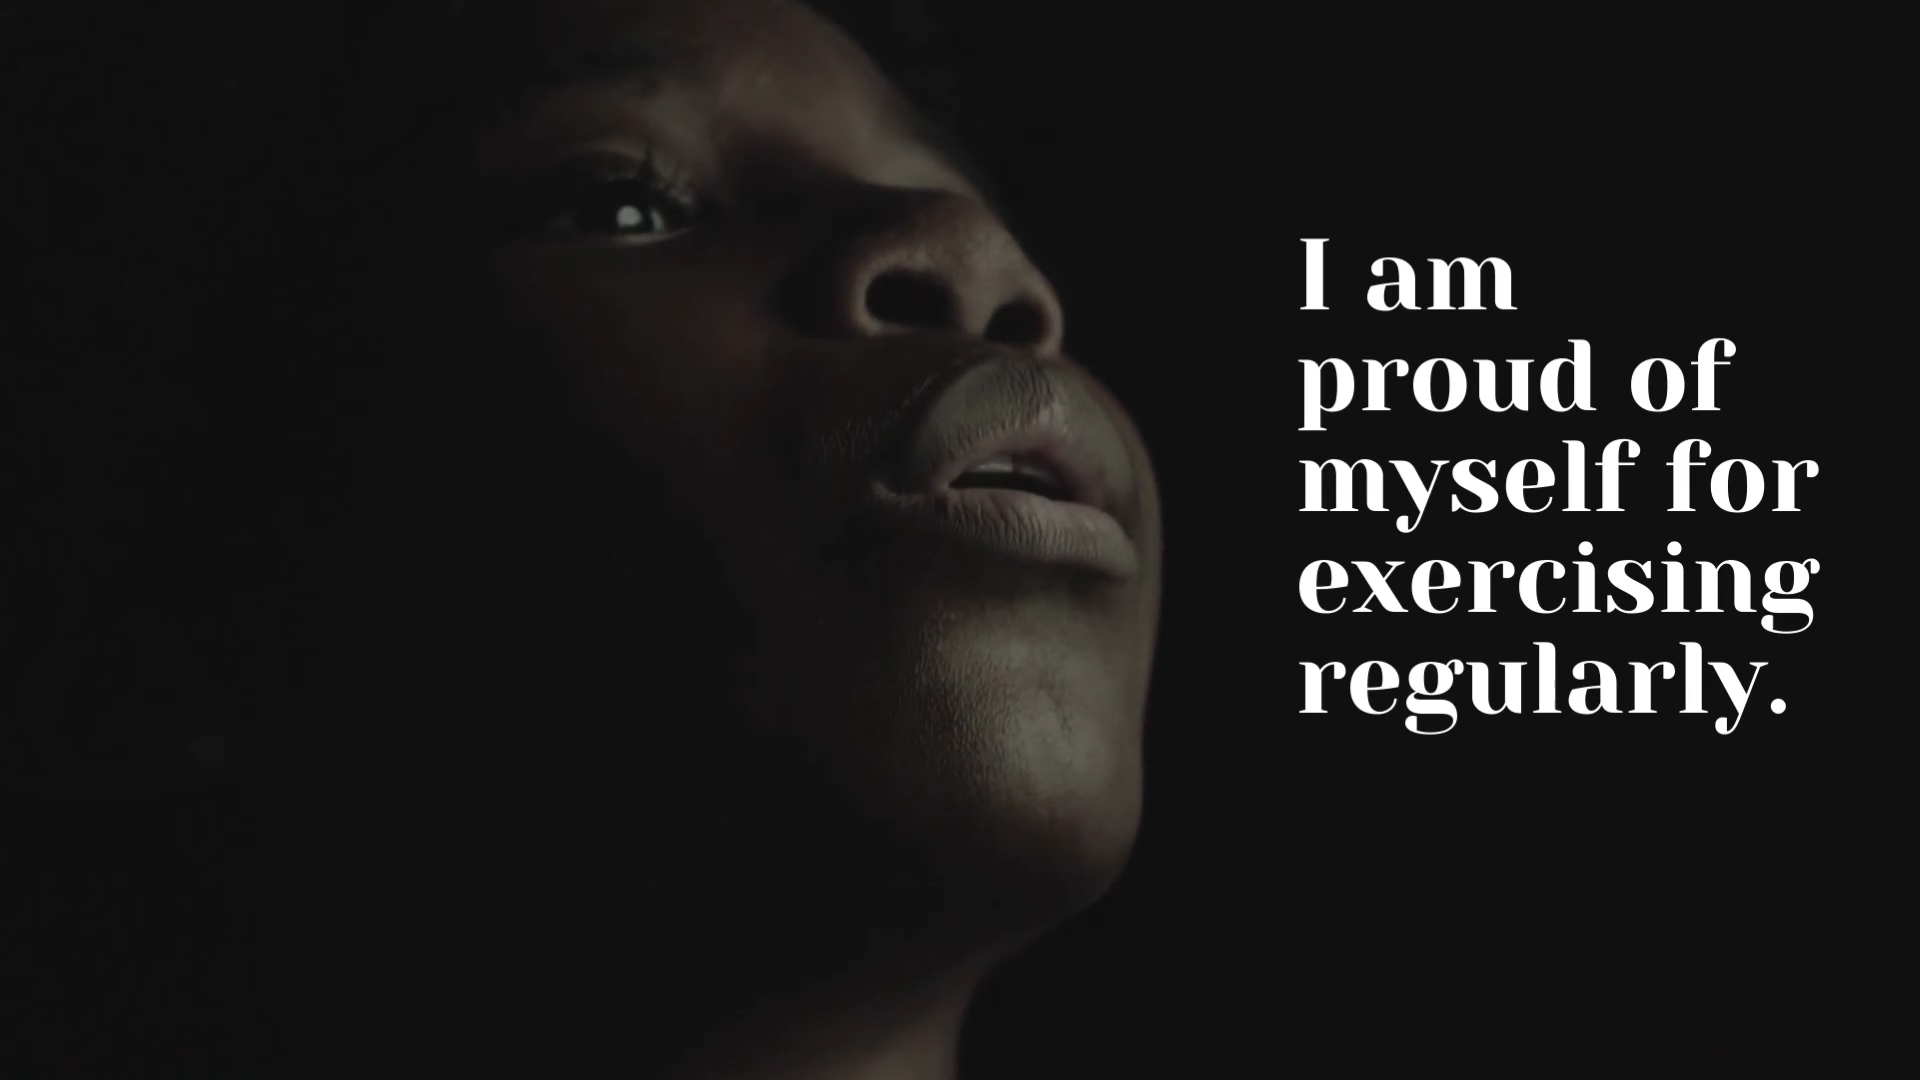 I am
proud of
myself for
exercising
regularly.